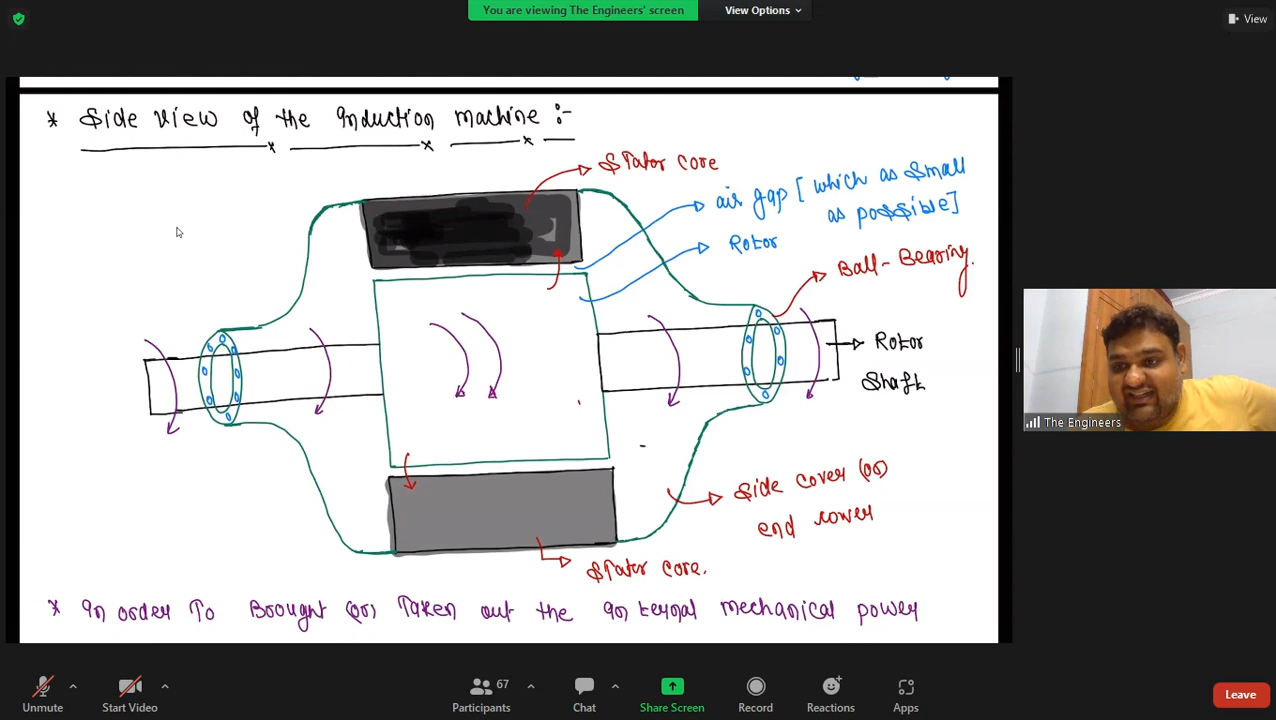 You are viewing The Engineers' screen
View Options
View
* Side View of the Induction machine :-
Stator core
air gap [which as small
as possible]
Rotor
Ball-Bearing.
Rotor
Shaft
The Engineers
Side cover (or)
end cover
Stator core.
* In order To Brought (or) Taken out the Internal mechanical power
Unmute
Start Video
67
Participants
Chat
Share Screen
Record
Reactions
Apps
Leave